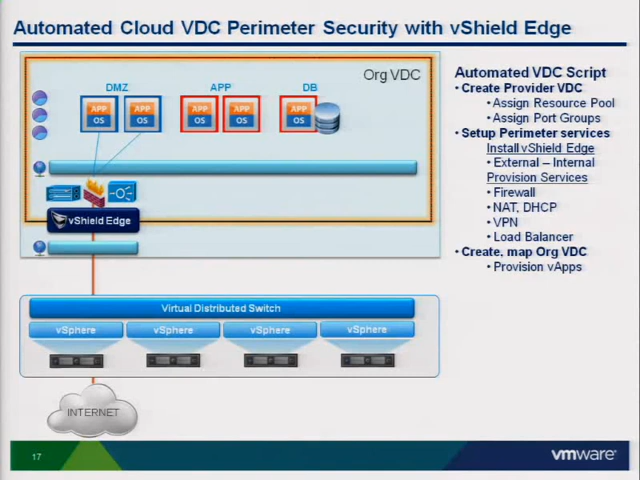 Automated Cloud VDC Perimeter Security with vShield Edge
Org VDC
DMZ
APP
DB
APP
OS
APP
OS
APP
OS
APP
OS
APP
OS
vShield Edge
Virtual Distributed Switch
vSphere
vSphere
vSphere
vSphere
INTERNET
Automated VDC Script
• Create Provider VDC
• Assign Resource Pool
• Assign Port Groups
• Setup Perimeter services
Install vShield Edge
• External – Internal
Provision Services
• Firewall
• NAT, DHCP
• VPN
• Load Balancer
• Create, map Org VDC
• Provision vApps
17
vmware